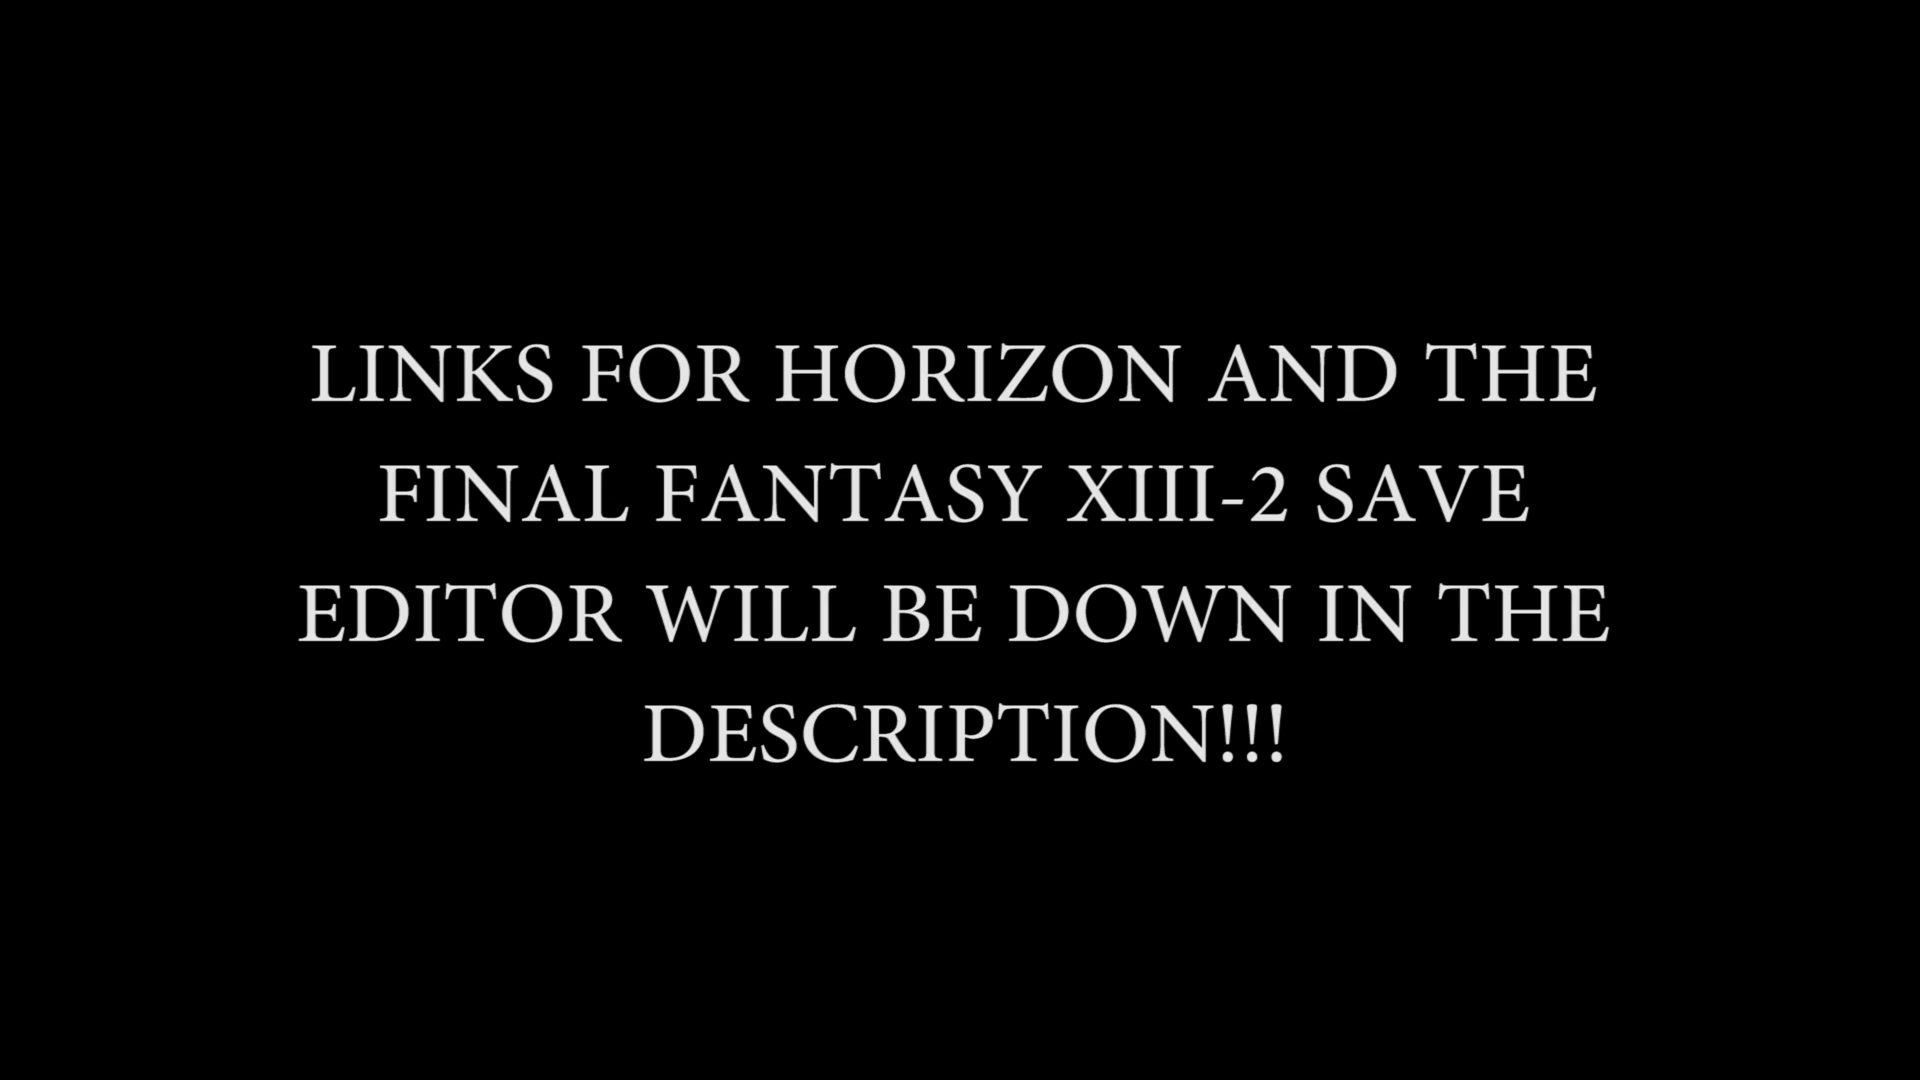 LINKS FOR HORIZON AND THE
FINAL FANTASY XIII-2 SAVE
EDITOR WILL BE DOWN IN THE
DESCRIPTION!!!